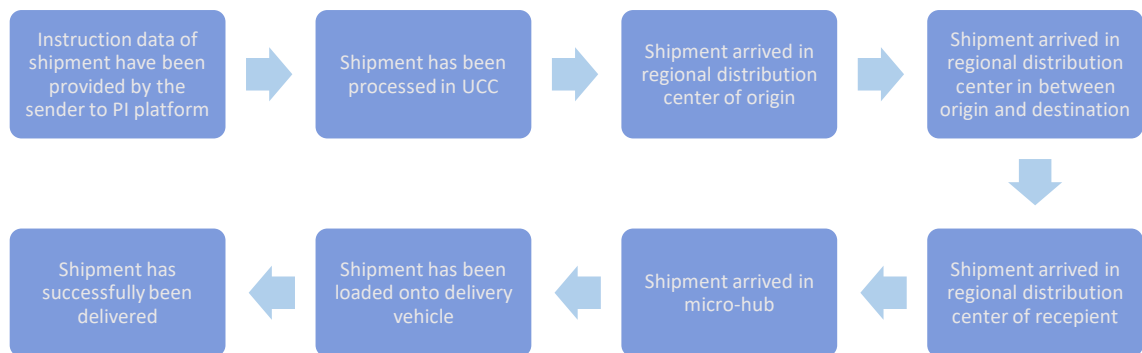 Instruction data of
shipment have been
provided by the
sender to PI platform
Shipment has been
processed in UCC
Shipment arrived in
regional distribution
center of origin
Shipment arrived in
regional distribution
center in between
origin and destination
Shipment arrived in
regional distribution
center of recepient
Shipment arrived in
micro-hub
Shipment has been
loaded onto delivery
vehicle
Shipment has
successfully been
delivered